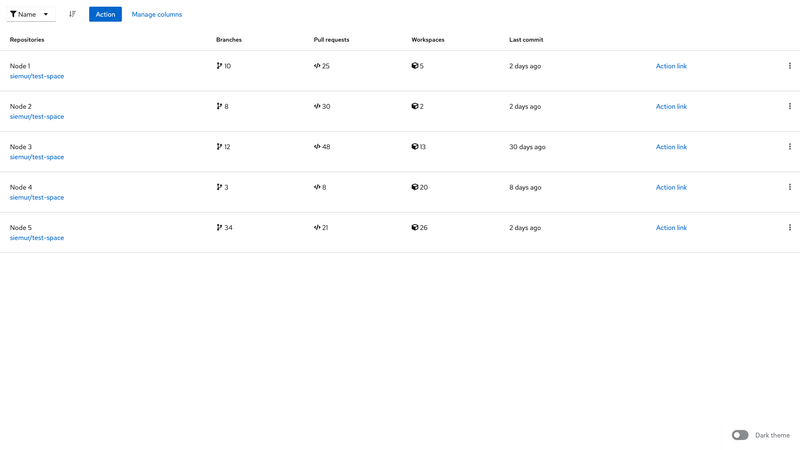 Name Action Manage columns
Repositories Branches Pull requests Workspaces Last commit
Node 1 10 25 5 2 days ago Action link
siemur/test-space
Node 2 8 30 2 2 days ago Action link
siemur/test-space
Node 3 12 48 13 30 days ago Action link
siemur/test-space
Node 4 3 8 20 8 days ago Action link
siemur/test-space
Node 5 34 21 26 2 days ago Action link
siemur/test-space
Dark theme